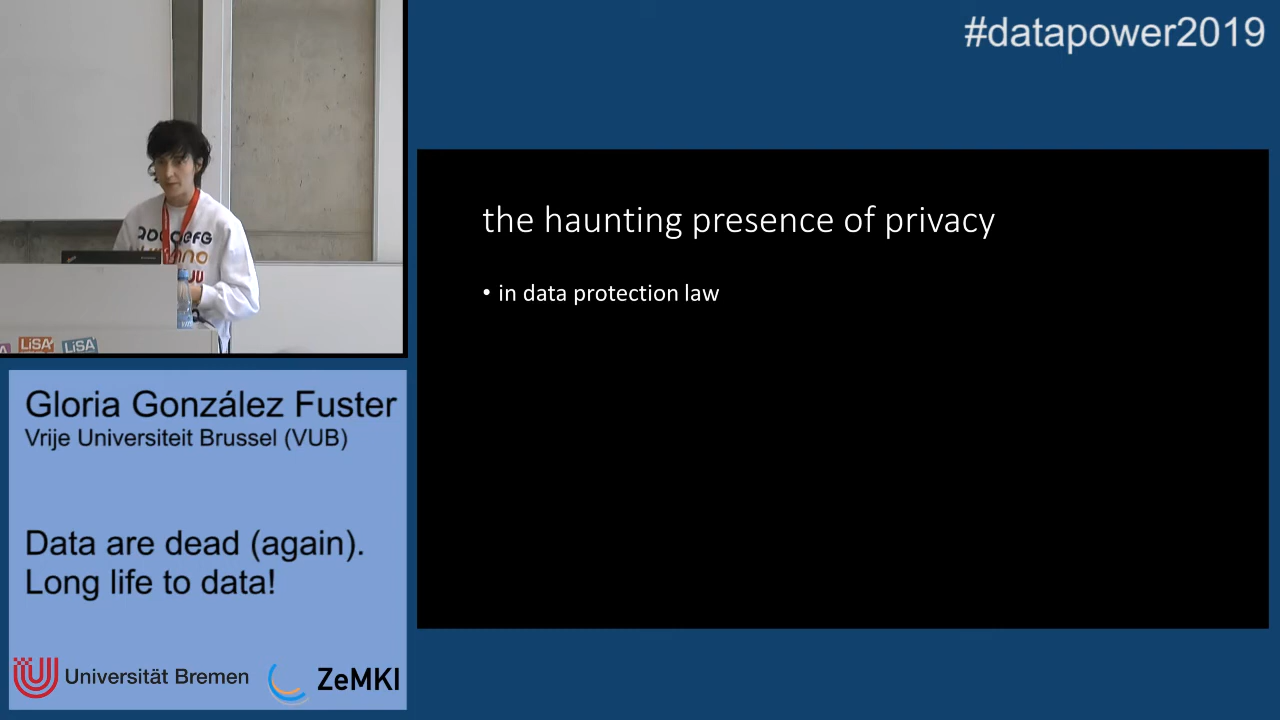 #datapower2019
the haunting presence of privacy
• in data protection law
LiSA
LiSA
Gloria González Fuster
Vrije Universiteit Brussel (VUB)
Data are dead (again).
Long life to data!
Universität Bremen
ZeMKI